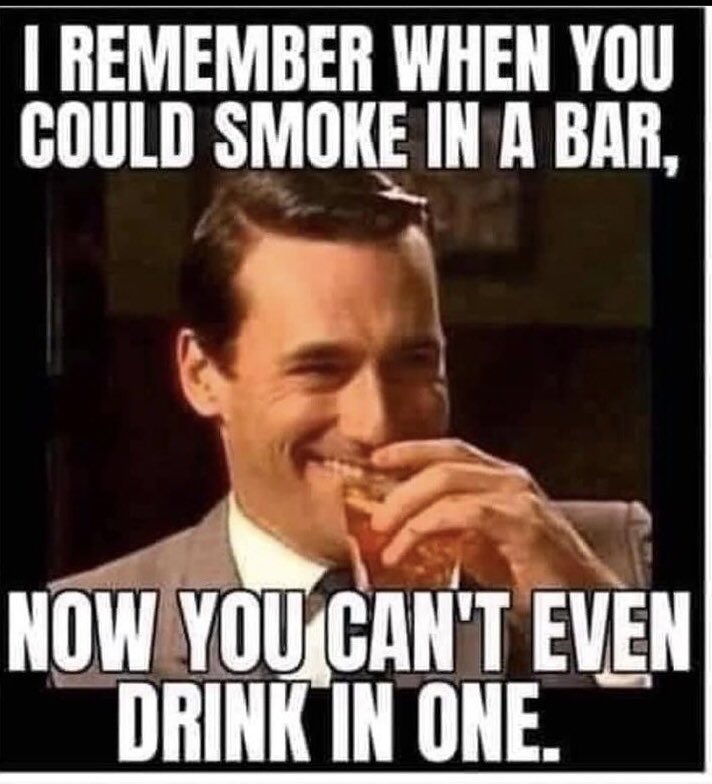 I REMEMBER WHEN YOU
COULD SMOKE IN A BAR,
NOW YOU CAN'T EVEN
DRINK IN ONE.